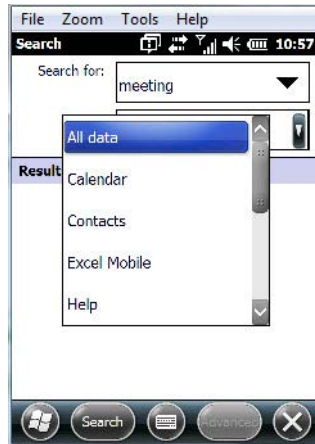 File Zoom Tools Help
Search 10:57
Search for:
meeting
All data
Result
Calendar
Contacts
Excel Mobile
Help
Search Advanced